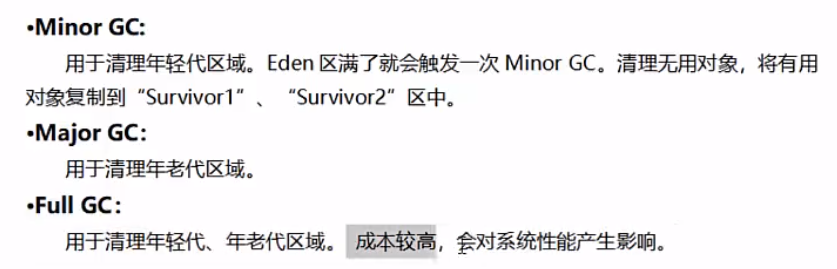 •Minor GC:
用于清理年轻代区域。Eden 区满了就会触发一次 Minor GC。清理无用对象，将有用
对象复制到“Survivor1”、“Survivor2”区中。
•Major GC:
用于清理年老代区域。
•Full GC:
用于清理年轻代、年老代区域。 成本较高，会对系统性能产生影响。